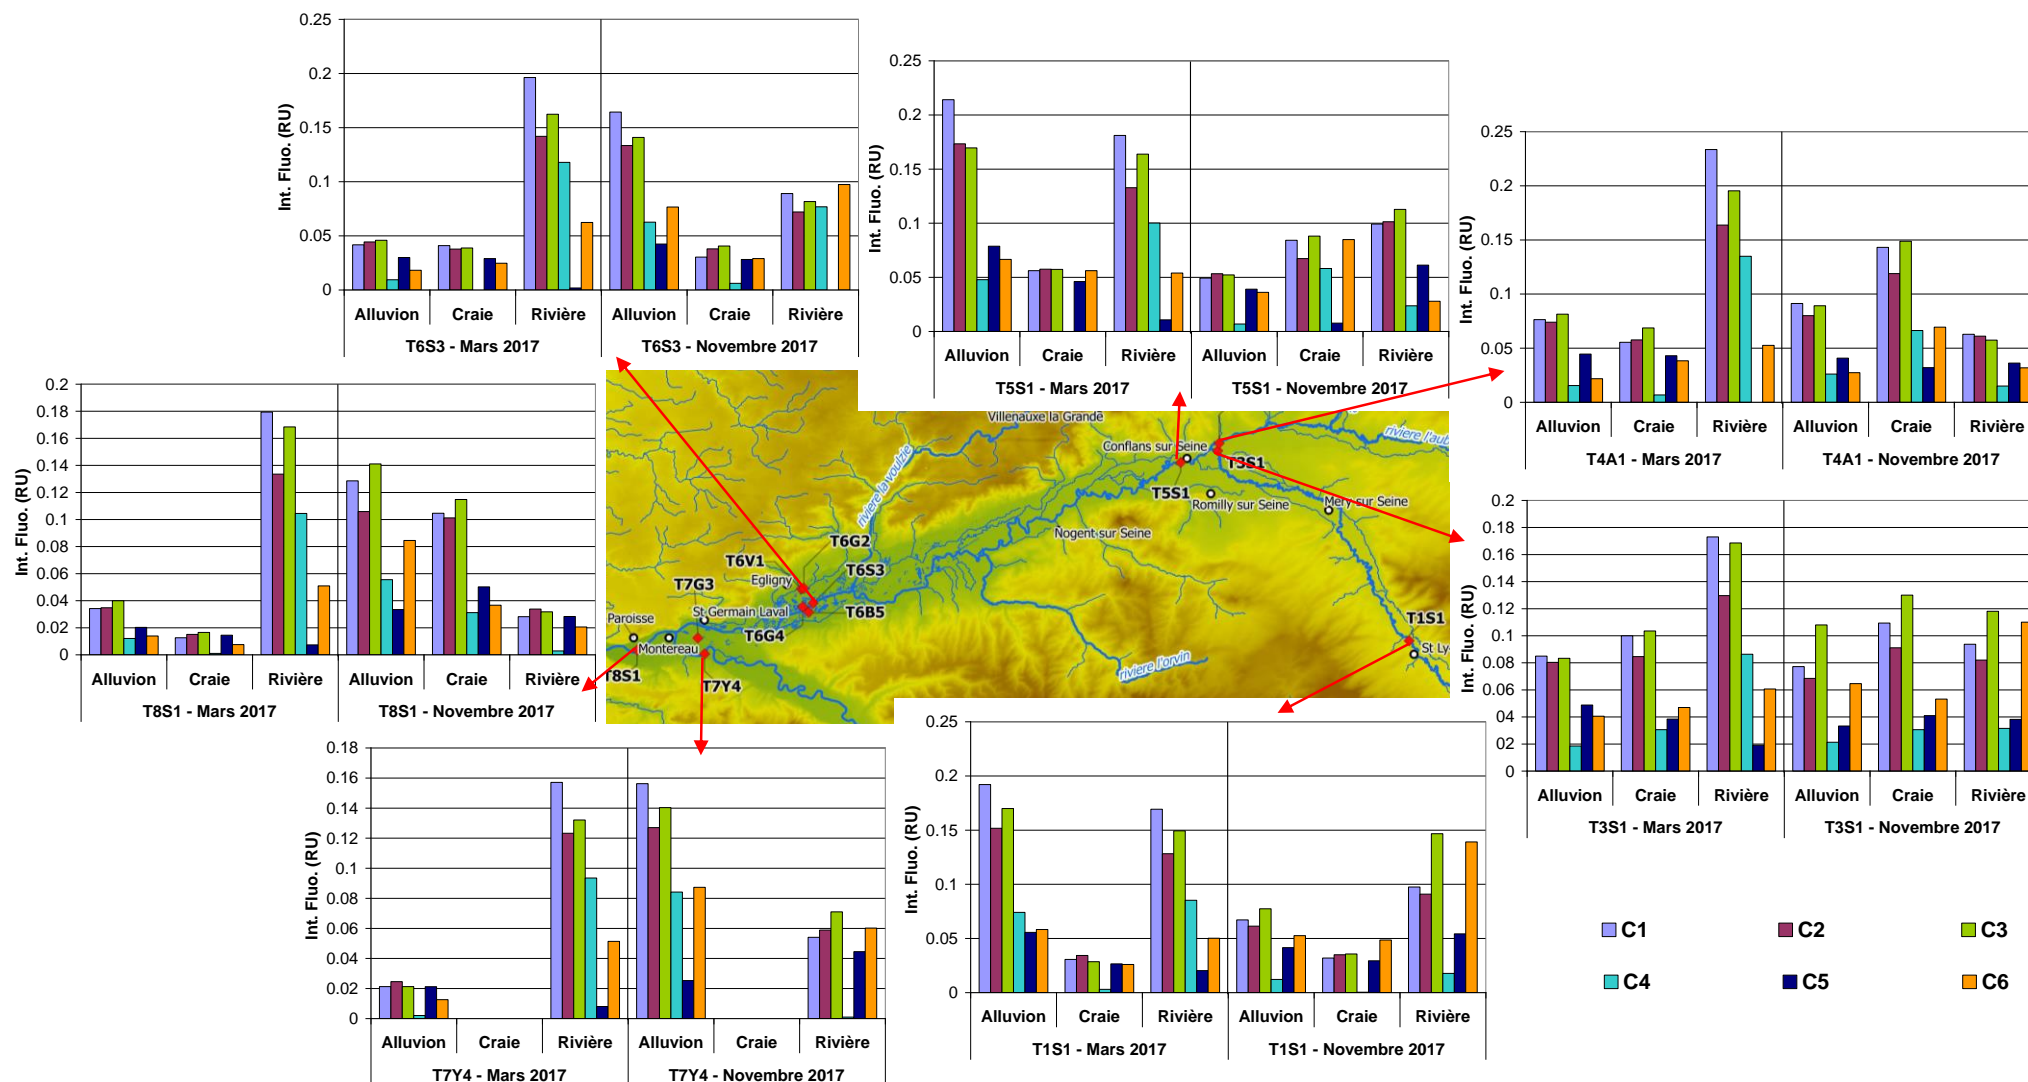 0.25
0.2
0.15
0.1
0.05
0
Int. Fluo. (RU)
Alluvion Craie Rivière Alluvion Craie Rivière
T6S3 - Mars 2017 T6S3 - Novembre 2017
0.25
0.2
0.15
0.1
0.05
0
Int. Fluo. (RU)
Alluvion Craie Rivière Alluvion Craie Rivière
T5S1 - Mars 2017 T5S1 - Novembre 2017
0.25
0.2
0.15
0.1
0.05
0
Int. Fluo. (RU)
Alluvion Craie Rivière Alluvion Craie Rivière
T4A1 - Mars 2017 T4A1 - Novembre 2017
0.2
0.18
0.16
0.14
0.12
0.1
0.08
0.06
0.04
0.02
0
Int. Fluo. (RU)
Alluvion Craie Rivière Alluvion Craie Rivière
T8S1 - Mars 2017 T8S1 - Novembre 2017
Villenauxe la Grande
Conflans sur Seine
riviere l'aub
T3S1
T5S1
Romilly sur Seine
Mery sur Seine
Nogent sur Seine
riviere la voulzie
T6G2
T6V1
T6S3
Egligny
T7G3
St Germain Laval
T6B5
T6G4
Paroisse
Montereau
T8S1
T7Y4
riviere l'orvin
T1S1
St Ly
0.2
0.18
0.16
0.14
0.12
0.1
0.08
0.06
04
02
0
Int. Fluo. (RU)
Alluvion Craie Rivière Alluvion Craie Rivière
T3S1 - Mars 2017 T3S1 - Novembre 2017
0.18
0.16
0.14
0.12
0.1
0.08
0.06
0.04
0.02
0
Int. Fluo. (RU)
Alluvion Craie Rivière Alluvion Craie Rivière
T7Y4 - Mars 2017 T7Y4 - Novembre 2017
0.25
0.2
0.15
0.1
0.05
0
Int. Fluo. (RU)
Alluvion Craie Rivière Alluvion Craie Rivière
T1S1 - Mars 2017 T1S1 - Novembre 2017
C1 C2 C3
C4 C5 C6